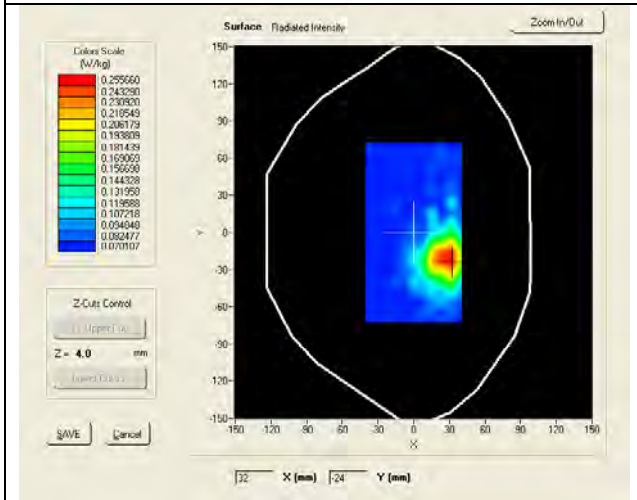 Surface Radiated Intensity
Zoom In/Out
Colors Scale
(W/kg)
0.255660
0.243290
0.230920
0.218549
0.206179
0.193809
0.181439
0.169069
0.156698
0.144328
0.131958
0.119588
0.107218
0.094848
0.082477
0.070107
150
120
90
60
30
0
-30
-60
-90
-120
-150
Y
-150 -120 -90 -60 -30 0 30 60 90 120 150
X
Z-Cuts Control
Z = 4.0 mm
SAVE Cancel
32 X (mm) -24 Y (mm)